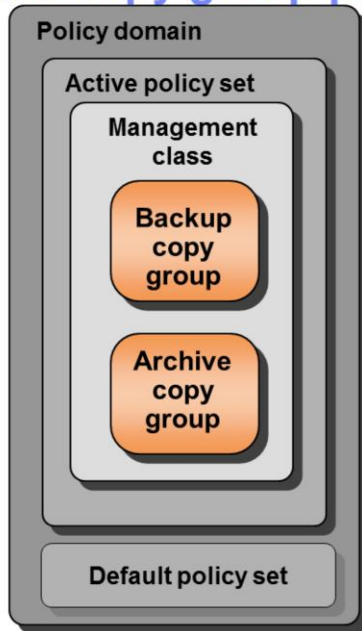 Policy domain
Active policy set
Management
class
Backup
copy
group
Archive
copy
group
Default policy set